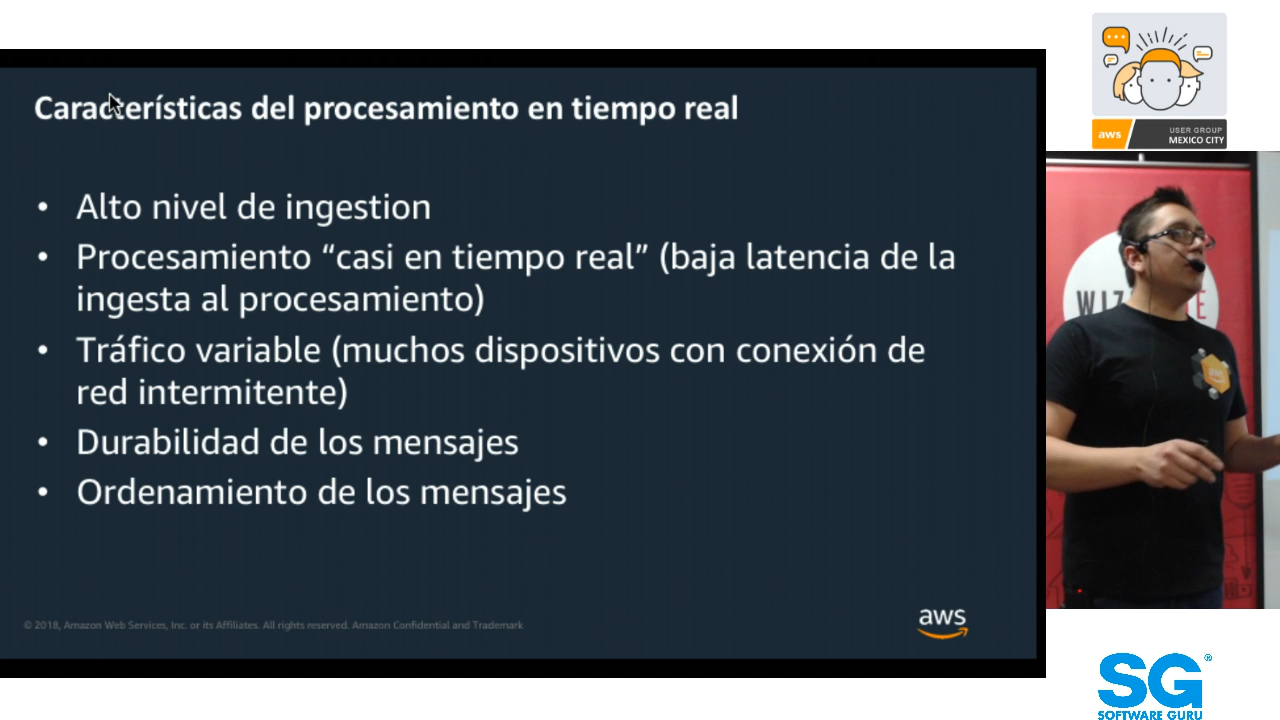 Características del procesamiento en tiempo real
• Alto nivel de ingestion
• Procesamiento “casi en tiempo real” (baja latencia de la
ingesta al procesamiento)
• Tráfico variable (muchos dispositivos con conexión de
red intermitente)
• Durabilidad de los mensajes
• Ordenamiento de los mensajes
© 2018, Amazon Web Services, Inc. or its Affiliates. All rights reserved. Amazon Confidential and Trademark
aws
aws
USER GROUP
MEXICO CITY
aws
SG®
SOFTWARE GURU